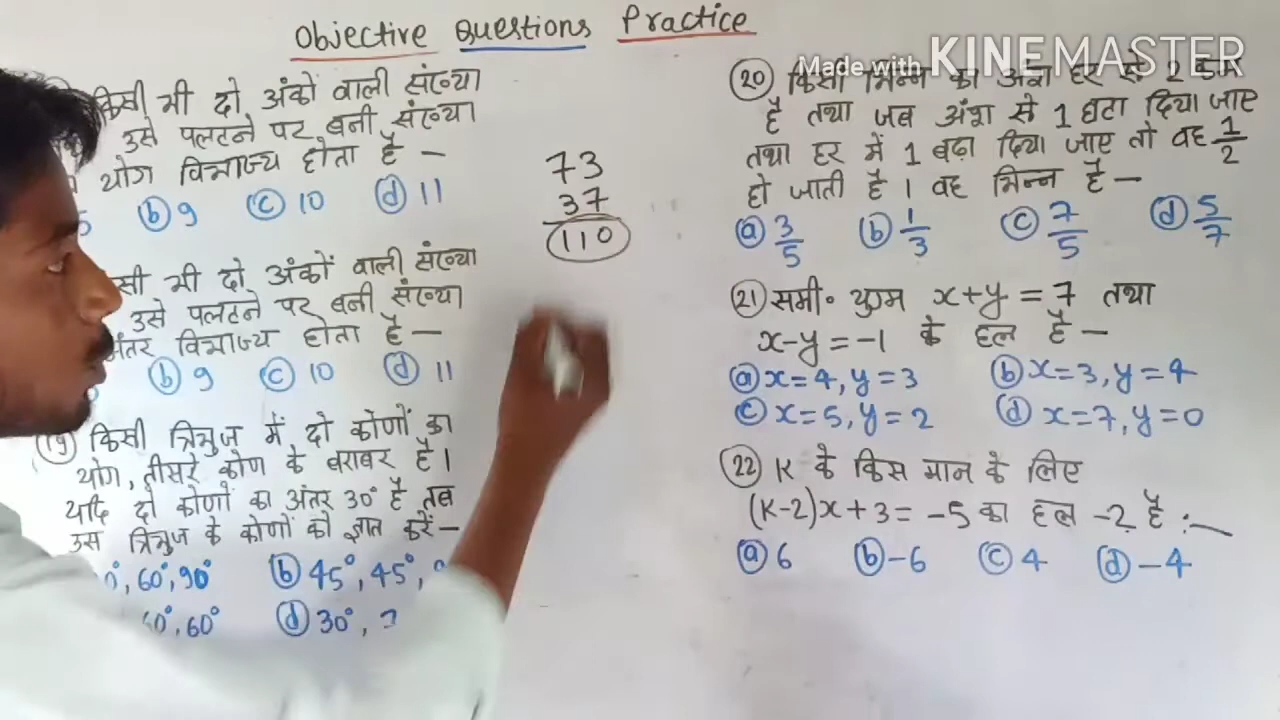 Objective Questions Practice
Made with KINEMASTER
किसी भी दो अंकों वाली संख्या
उसे पलटने पर बनी संख्या
योग विभाज्य होता है –
5 (b) 9 (c) 10 (d) 11
73
37
110
सी भी दो अंकों वाली संख्या
उसे पलटने पर बनी संख्या
अंतर विभाज्य होता है –
(b) 9 (c) 10 (d) 11
(19) किसी त्रिभुज में दो कोणों का
योग, तीसरे कोण के बराबर है।
यदि दो कोणों का अंतर 30° है तब
उस त्रिभुज के कोणों को ज्ञात करें–
0°, 60°, 90° (b) 45°, 45°,
60°, 60° (d) 30°,
(20) किसी भिन्न का अंश हर से 2 कम
है तथा जब अंश से 1 घटा दिया जाए
तथा हर में 1 बढ़ा दिया जाए तो वह 1/2
हो जाती है। वह भिन्न है –
(a) 3/5 (b) 1/3 (c) 7/5 (d) 5/7
(21) समी० युग्म x+y = 7 तथा
x-y = -1 के हल है –
(a) x=4, y=3 (b) x=3, y=4
(c) x=5, y=2 (d) x=7, y=0
(22) K के किस मान के लिए
(K-2)x + 3 = -5 का हल -2 है :–
(a) 6 (b) -6 (c) 4 (d) -4